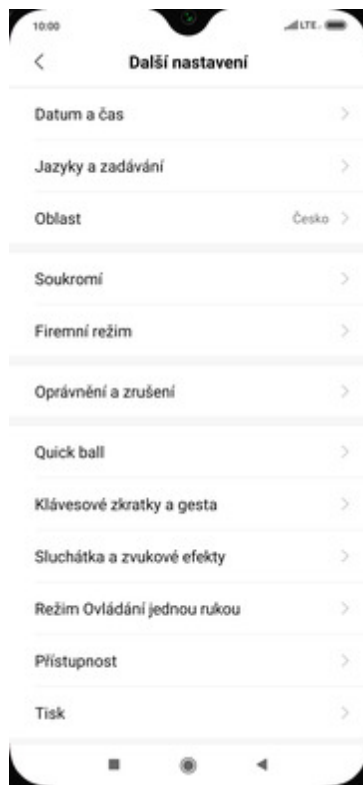 10:00
LTE
Další nastavení
Datum a čas
Jazyky a zadávání
Oblast Česko
Soukromí
Firemní režim
Oprávnění a zrušení
Quick ball
Klávesové zkratky a gesta
Sluchátka a zvukové efekty
Režim Ovládání jednou rukou
Přístupnost
Tisk